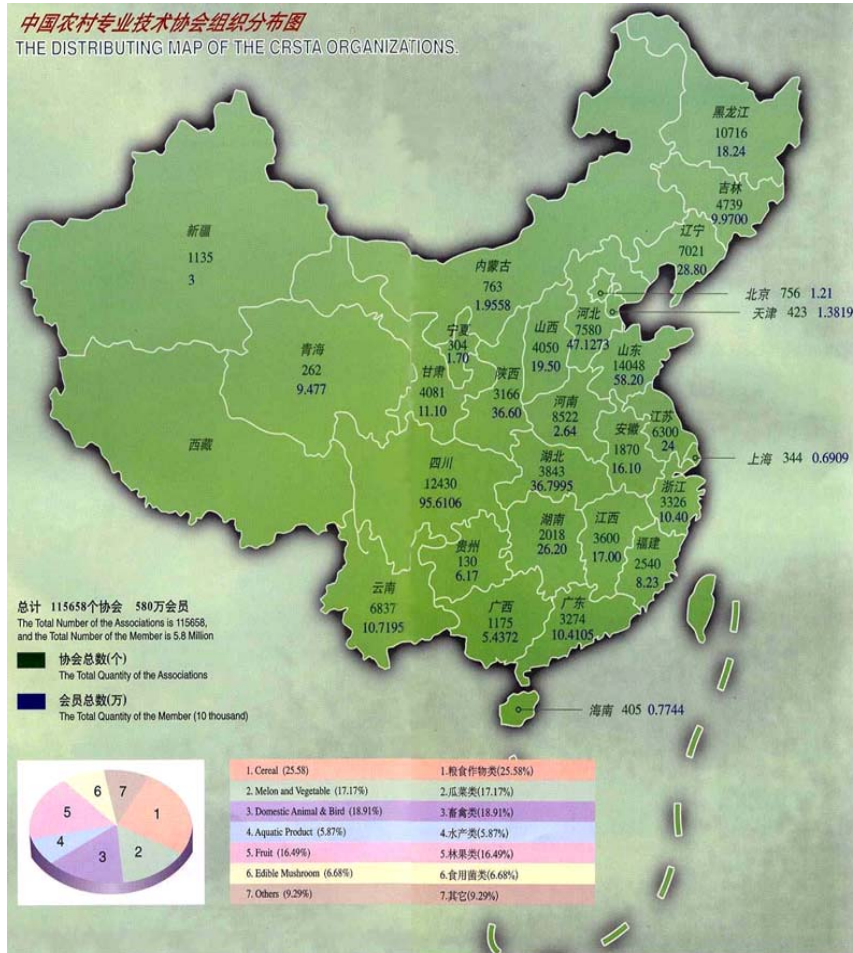 中国农村专业技术协会组织分布图
THE DISTRIBUTING MAP OF THE CRSTA ORGANIZATIONS.
黑龙江
10716
18.24
吉林
4739
9.9700
辽宁
7021
28.80
新疆
1135
3
内蒙古
763
1.9558
北京 756 1.21
天津 423 1.3819
河北
7580
47.1273
山西
4050
19.50
宁夏
304
1.70
山东
14048
58.20
青海
262
9.477
甘肃
4081
11.10
陕西
3166
36.60
河南
8522
2.64
江苏
6300
24
安徽
1870
16.10
西藏
上海 344 0.6909
四川
12430
95.6106
湖北
3843
36.7995
浙江
3326
10.40
湖南
2018
26.20
江西
3600
17.00
福建
2540
8.23
贵州
130
6.17
云南
6837
10.7195
广西
1175
5.4372
广东
3274
10.4105
海南 405 0.7744
总计 115658个协会 580万会员
The Total Number of the Associations is 115658,
and the Total Number of the Member is 5.8 Million
协会总数(个)
The Total Quantity of the Associations
会员总数(万)
The Total Quantity of the Member (10 thousand)
1
2
3
4
5
6
7
1. Cereal (25.58) 1.粮食作物类(25.58%)
2. Melon and Vegetable (17.17%) 2.瓜菜类(17.17%)
3. Domestic Animal & Bird (18.91%) 3.畜禽类(18.91%)
4. Aquatic Product (5.87%) 4.水产类(5.87%)
5. Fruit (16.49%) 5.林果类(16.49%)
6. Edible Mushroom (6.68%) 6.食用菌类(6.68%)
7. Others (9.29%) 7.其它(9.29%)